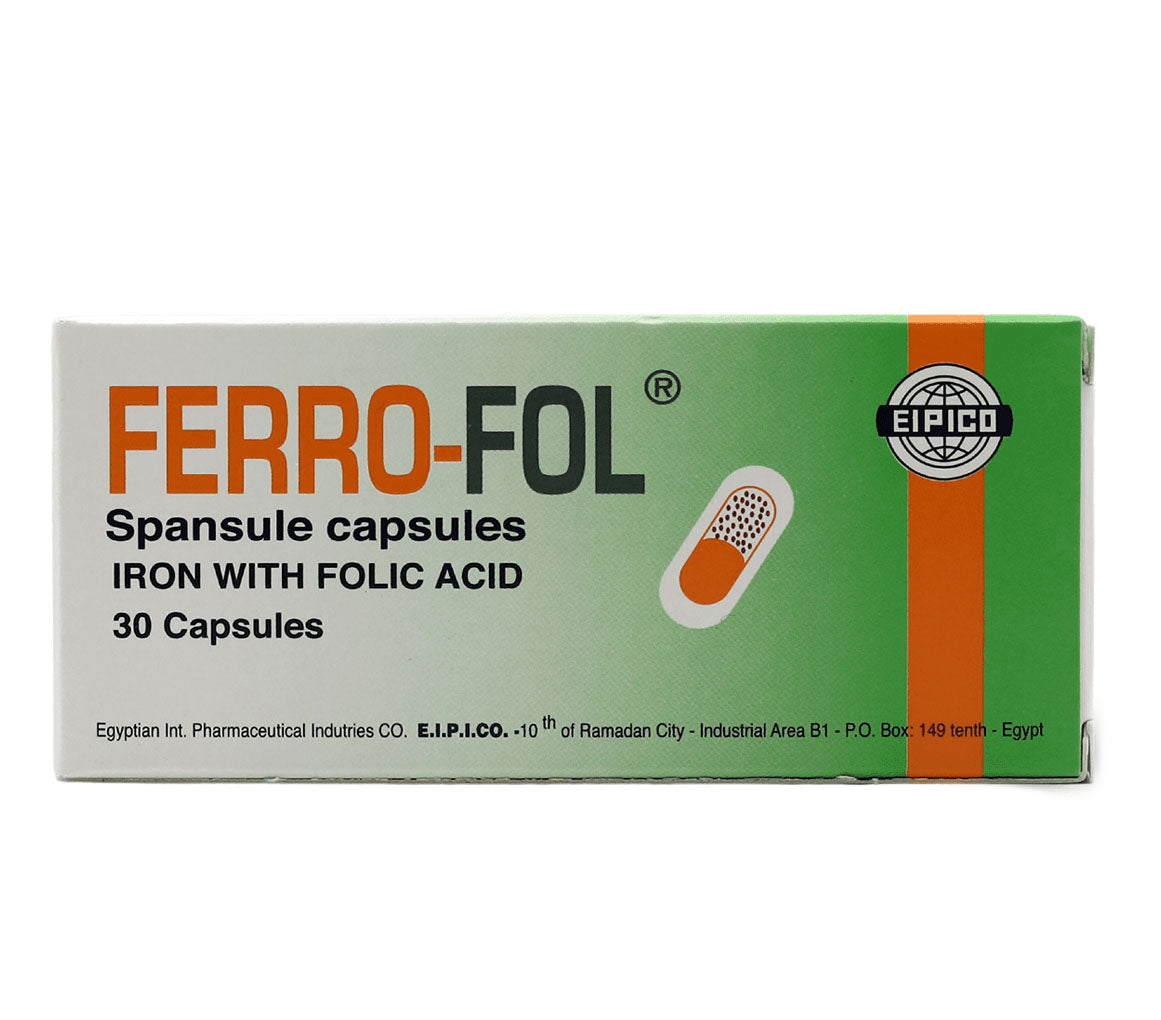 FERRO-FOL®
EIPICO
Spansule capsules
IRON WITH FOLIC ACID
30 Capsules
Egyptian Int. Pharmaceutical Indutries CO. E.I.P.I.CO. -10 th of Ramadan City - Industrial Area B1 - P.O. Box: 149 tenth - Egypt